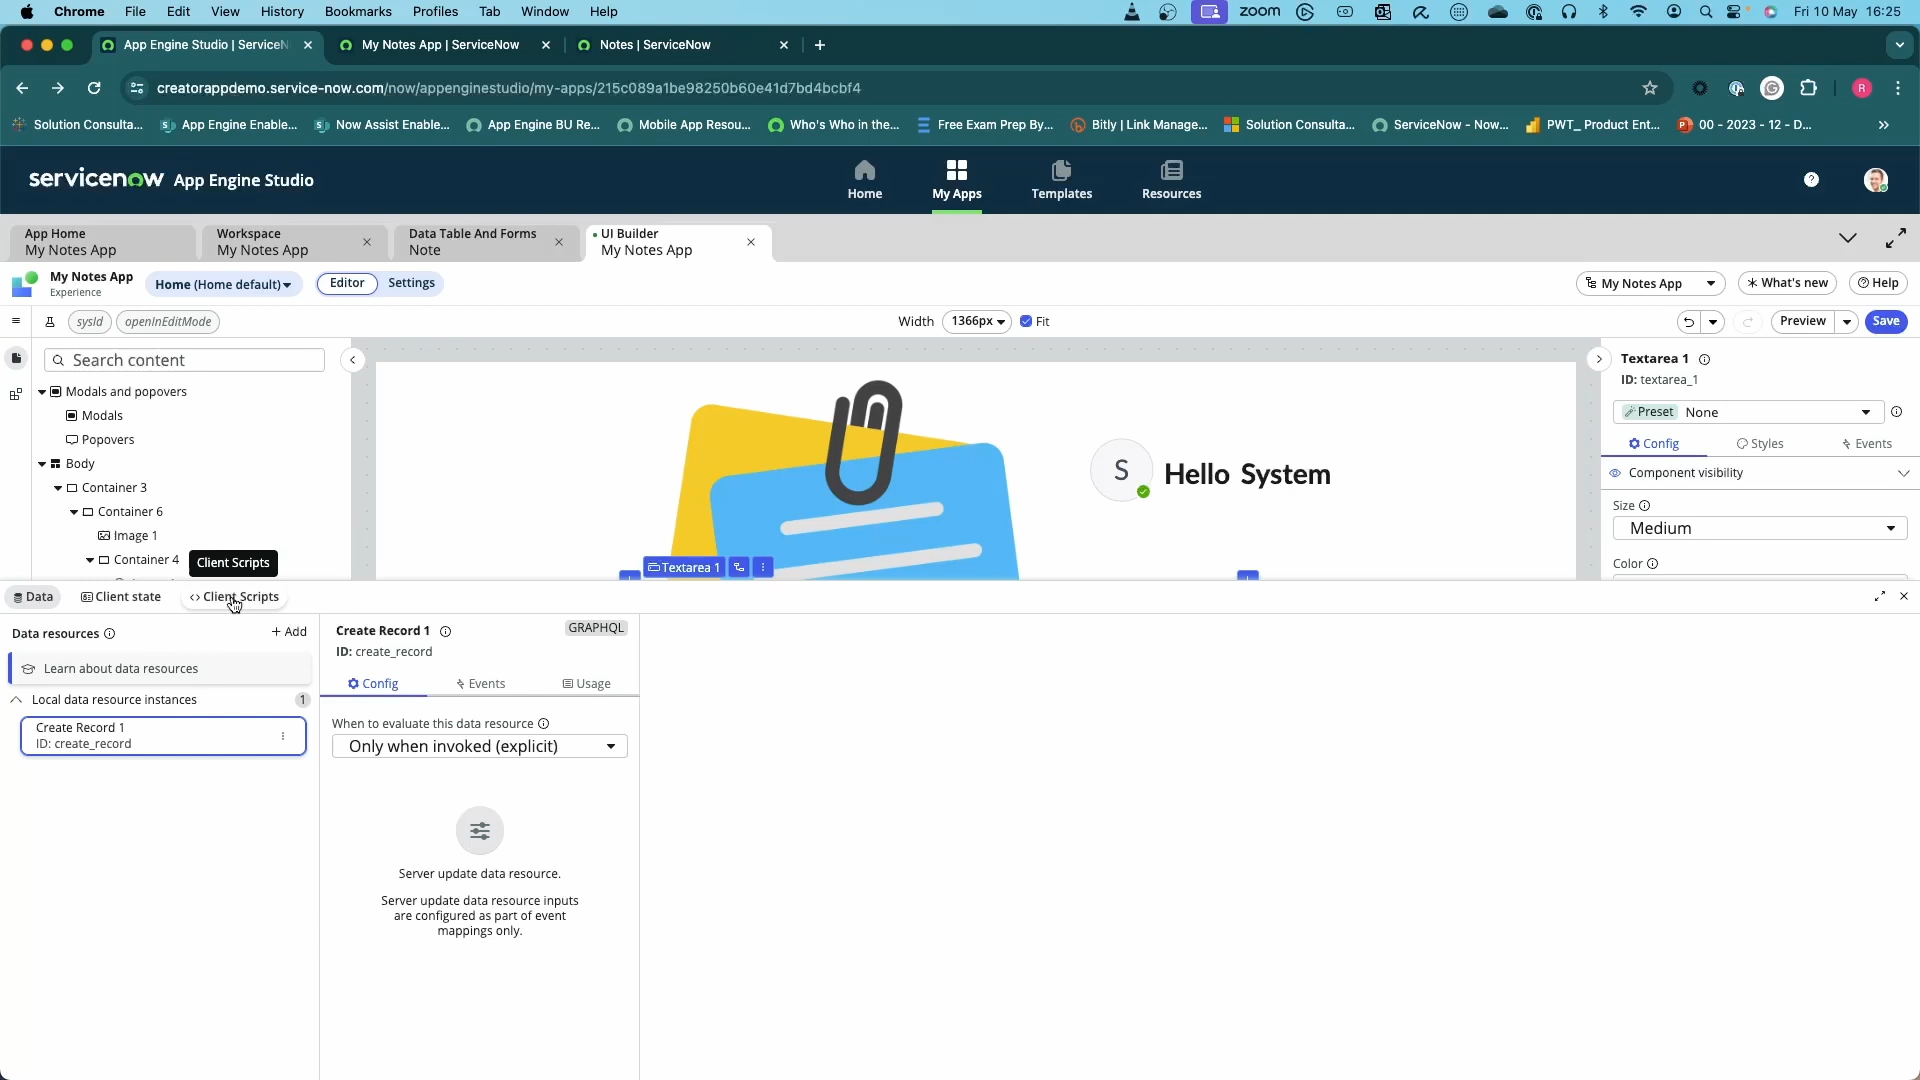 Chrome File Edit View History Bookmarks Profiles Tab Window Help zoom Fri 10 May 16:25
App Engine Studio | ServiceN My Notes App | ServiceNow Notes | ServiceNow
creatorappdemo.service-now.com/now/appenginestudio/my-apps/215c089a1be98250b60e41d7bd4bcbf4 R
Solution Consulta... App Engine Enable... Now Assist Enable... App Engine BU Re... Mobile App Resou... Who's Who in the... Free Exam Prep By... Bitly | Link Manage... Solution Consulta... ServiceNow - Now... PWT_ Product Ent... 00 - 2023 - 12 - D...
servicenow App Engine Studio Home My Apps Templates Resources
App Home Workspace Data Table And Forms UI Builder
My Notes App My Notes App Note My Notes App
My Notes App Home (Home default) Editor Settings My Notes App What's new Help
Experience
sysId openInEditMode Width 1366px Fit Preview Save
Search content
Modals and popovers
Modals
Popovers
Body
Container 3
Container 6
Image 1
Container 4
Client Scripts
S Hello System
Textarea 1
Textarea 1
ID: textarea_1
Preset None
Config Styles Events
Component visibility
Size
Medium
Color
Data Client state Client Scripts
Data resources + Add
Learn about data resources
Local data resource instances 1
Create Record 1
ID: create_record
Create Record 1 GRAPHQL
ID: create_record
Config Events Usage
When to evaluate this data resource
Only when invoked (explicit)
Server update data resource.
Server update data resource inputs
are configured as part of event
mappings only.